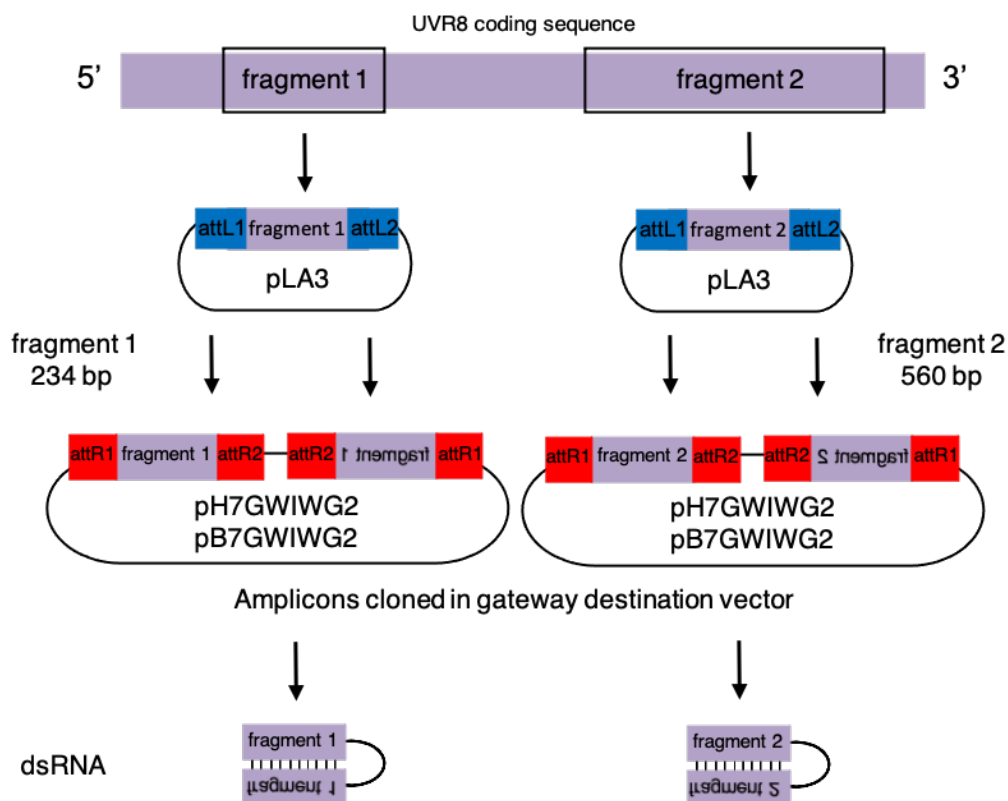 UVR8 coding sequence
5’ fragment 1 fragment 2 3’
attL1 fragment 1 attL2 attL1 fragment 2 attL2
pLA3 pLA3
fragment 1
234 bp
fragment 2
560 bp
attR1 fragment 1 attR2 attR2 fragment 1 attR1 attR1 fragment 2 attR2 attR2 fragment 2 attR1
pH7GWIWG2 pH7GWIWG2
pB7GWIWG2 pB7GWIWG2
Amplicons cloned in gateway destination vector
fragment 1 fragment 2
dsRNA fragment 1 fragment 2